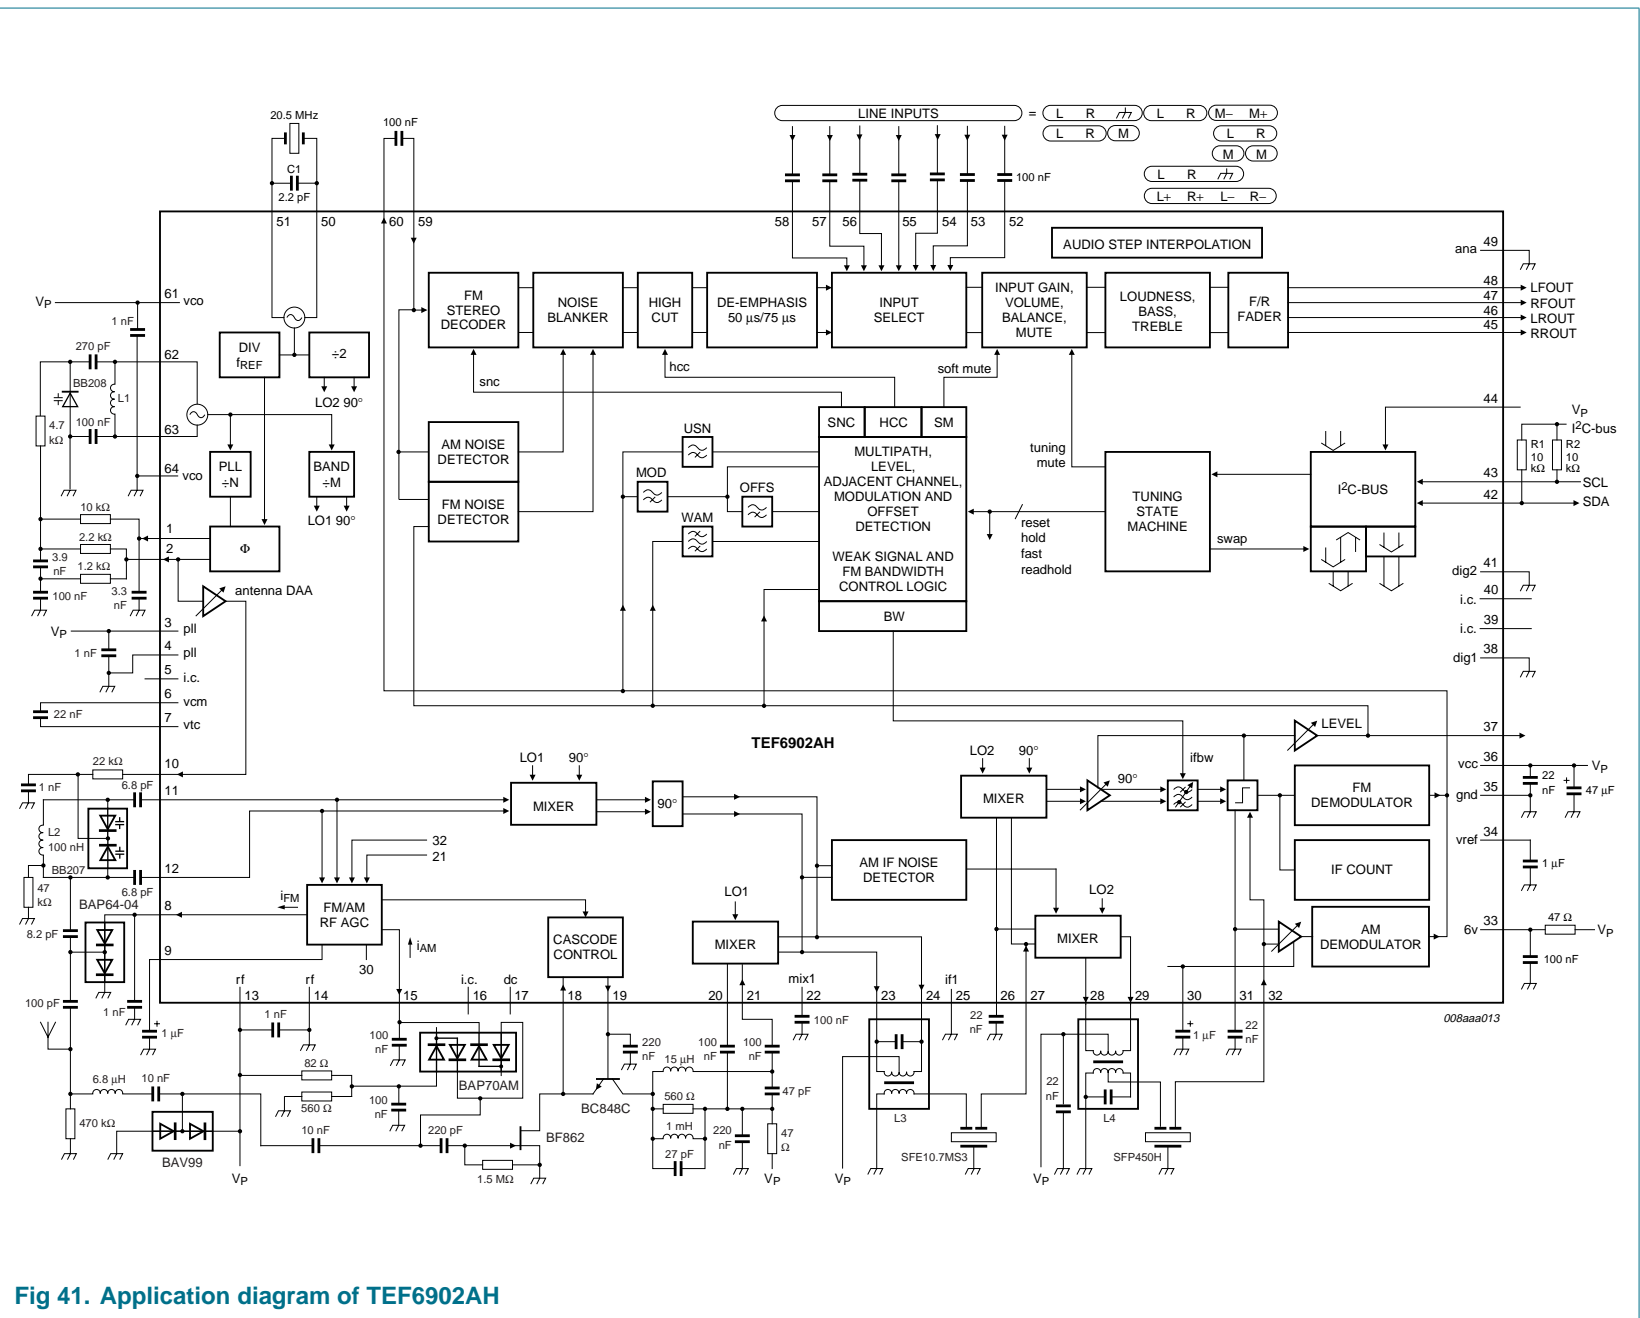 20.5 MHz
C1
2.2 pF
100 nF
LINE INPUTS
=
L R
L R
M− M+
L R
M
L R
M
M
L R
L+ R+ L− R−
100 nF
51
50
60
59
58
57
56
55
54
53
52
AUDIO STEP INTERPOLATION
ana
49
VP
61
vco
1 nF
FM
STEREO
DECODER
NOISE
BLANKER
HIGH
CUT
DE-EMPHASIS
50 μs/75 μs
INPUT
SELECT
INPUT GAIN,
VOLUME,
BALANCE,
MUTE
LOUDNESS,
BASS,
TREBLE
F/R
FADER
48
LFOUT
47
RFOUT
46
LROUT
45
RROUT
270 pF
62
DIV
fREF
÷2
LO2 90°
BB208
L1
100 nF
4.7
kΩ
63
64
vco
snc
hcc
soft mute
SNC
HCC
SM
MULTIPATH,
LEVEL,
ADJACENT CHANNEL,
MODULATION AND
OFFSET
DETECTION
WEAK SIGNAL AND
FM BANDWIDTH
CONTROL LOGIC
BW
USN
MOD
OFFS
WAM
AM NOISE
DETECTOR
FM NOISE
DETECTOR
PLL
÷N
BAND
÷M
LO1 90°
tuning
mute
TUNING
STATE
MACHINE
swap
reset
hold
fast
readhold
I2C-BUS
44
VP
I2C-bus
R1
10
kΩ
R2
10
kΩ
43
SCL
42
SDA
10 kΩ
1
2.2 kΩ
2
Φ
3.9
nF
1.2 kΩ
100 nF
3.3
nF
antenna DAA
41
dig2
40
i.c.
39
i.c.
38
dig1
VP
3
pll
1 nF
4
pll
5
i.c.
6
vcm
22 nF
7
vtc
TEF6902AH
LEVEL
37
36
vcc
VP
22
nF
+
47 μF
35
gnd
34
vref
1 μF
33
6v
47 Ω
VP
100 nF
22 kΩ
10
1 nF
6.8 pF
11
L2
100 nH
BB207
12
6.8 pF
47
kΩ
BAP64-04
8
8.2 pF
9
LO1
90°
MIXER
90°
32
21
iFM
FM/AM
RF AGC
iAM
30
CASCODE
CONTROL
LO1
MIXER
AM IF NOISE
DETECTOR
LO2
90°
MIXER
90°
ifbw
LO2
MIXER
FM
DEMODULATOR
IF COUNT
AM
DEMODULATOR
rf
13
rf
14
15
i.c.
16
dc
17
18
19
20
21
mix1
22
23
24
if1
25
26
27
28
29
30
31
32
008aaa013
100 pF
1 nF
+
1 μF
1 nF
100
nF
82 Ω
560 Ω
100
nF
BAP70AM
220
nF
100
nF
100
nF
100 nF
22
nF
+
1 μF
22
nF
6.8 μH
10 nF
470 kΩ
BAV99
VP
10 nF
220 pF
1.5 MΩ
BF862
BC848C
15 μH
560 Ω
1 mH
27 pF
47 pF
220
nF
47
Ω
VP
VP
L3
SFE10.7MS3
22
nF
VP
L4
SFP450H
Fig 41. Application diagram of TEF6902AH